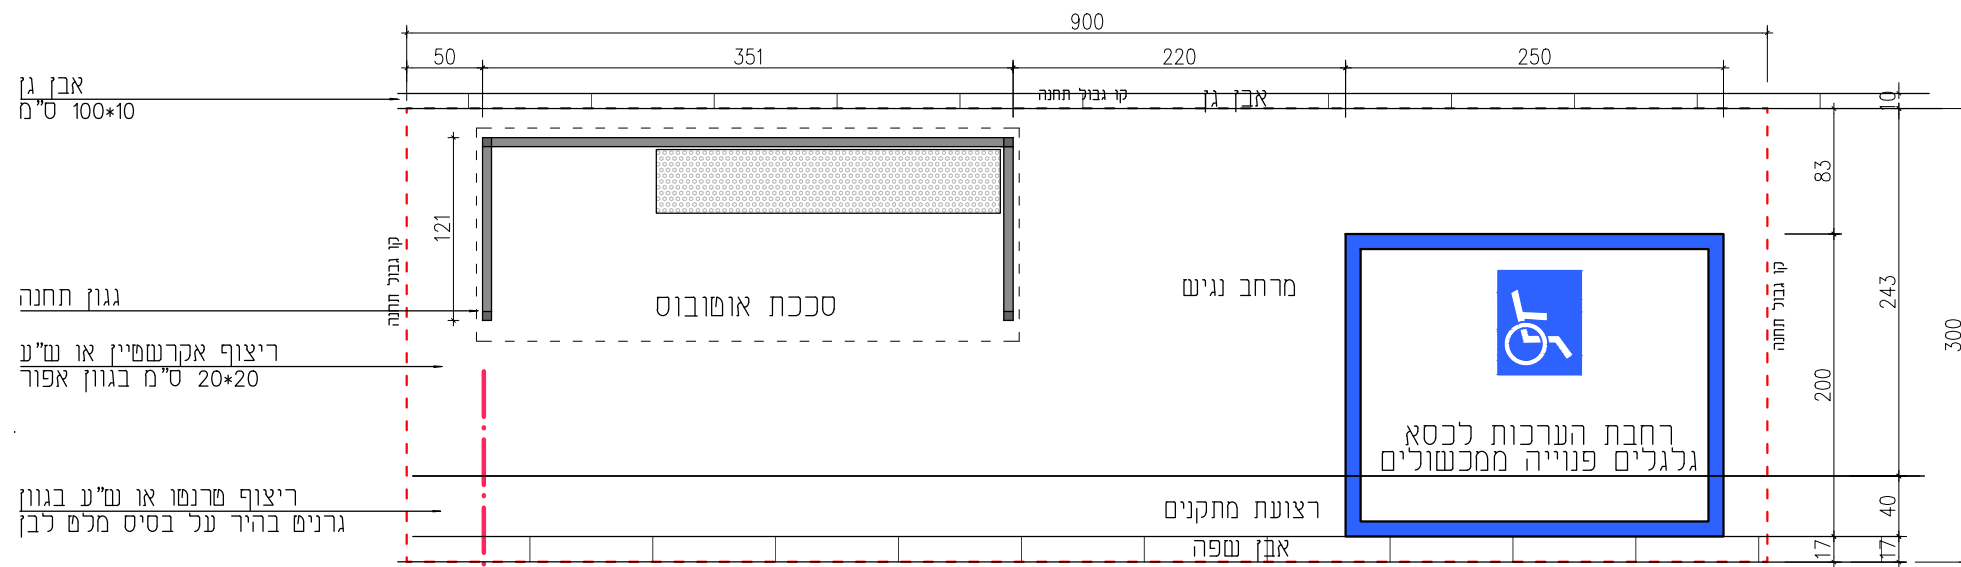 900
50
351
220
250
אבן גן
100*10 ס"מ
קו גבול תחנה
אבן גן
10
83
121
קו גבול תחנה
קו גבול תחנה
מרחב נגיש
243
גגון תחנה
סככת אוטובוס
300
ריצוף אקרשטיין או ש"ע
20*20 ס"מ בגוון אפור
200
רחבת הערכות לכסא
גלגלים פנוייה ממכשולים
ריצוף טרנטו או ש"ע בגוון
גרניט בהיר על בסיס מלט לבן
רצועת מתקנים
40
אבן שפה
17
17